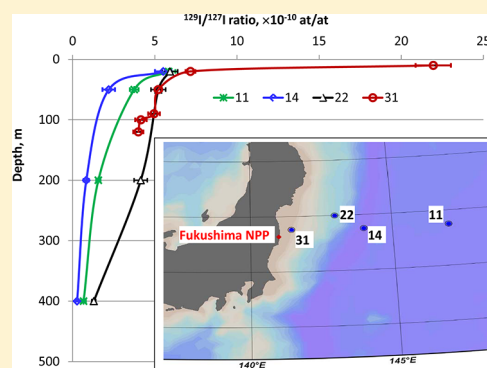 ¹²⁹I/¹²⁷I ratio, ×10⁻¹⁰ at/at
0 5 10 15 20 25
Depth, m
0
100
200
300
400
500
11 14 22 31
Fukushima NPP
31
22
14
11
140°E
145°E